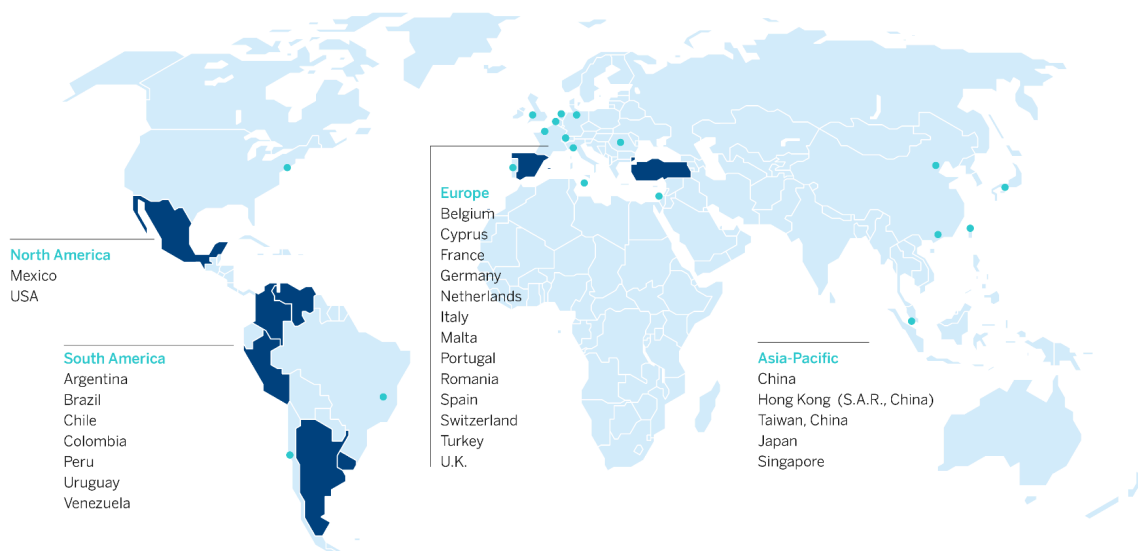 North America
Mexico
USA
South America
Argentina
Brazil
Chile
Colombia
Peru
Uruguay
Venezuela
Europe
Belgium
Cyprus
France
Germany
Netherlands
Italy
Malta
Portugal
Romania
Spain
Switzerland
Turkey
U.K.
Asia-Pacific
China
Hong Kong (S.A.R., China)
Taiwan, China
Japan
Singapore